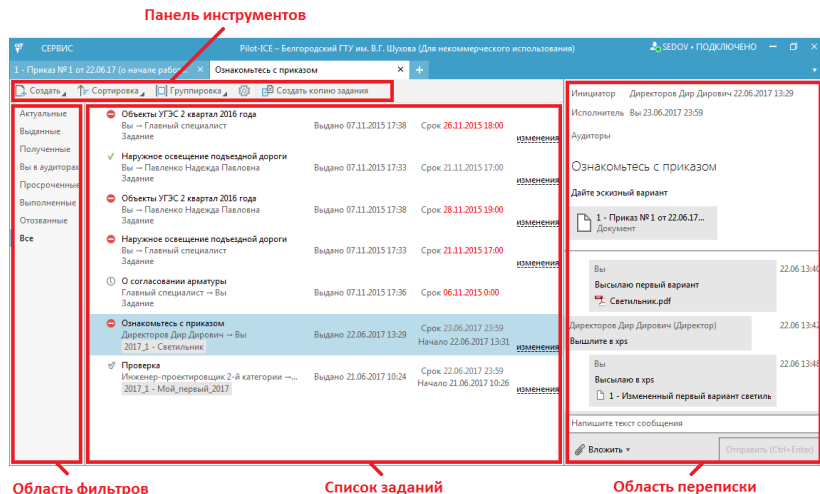 Панель инструментов
СЕРВИС
Pilot-ICE – Белгородский ГТУ им. В.Г. Шухова (Для некоммерческого использования)
SEDOV • ПОДКЛЮЧЕНО
1 - Приказ № 1 от 22.06.17 (о начале работ...
Ознакомьтесь с приказом
Создать
Сортировка
Группировка
Создать копию задания
Актуальные
Выданные
Полученные
Вы в аудиторах
Просроченные
Выполненные
Отозванные
Все
Объекты УГЭС 2 квартал 2016 года
Вы → Главный специалист Выдано 07.11.2015 17:38 Срок 26.11.2015 18:00
Задание изменения
Наружное освещение подъездной дороги
Вы → Павленко Надежда Павловна Выдано 07.11.2015 17:33 Срок 21.11.2015 17:00
Задание изменения
Объекты УГЭС 2 квартал 2016 года
Вы → Павленко Надежда Павловна Выдано 07.11.2015 17:38 Срок 28.11.2015 19:00
Задание изменения
Наружное освещение подъездной дороги
Вы → Главный специалист Выдано 07.11.2015 17:33 Срок 21.11.2015 17:00
Задание изменения
О согласовании арматуры
Главный специалист → Вы Выдано 07.11.2015 17:36 Срок 06.11.2015 0:00
Задание
Ознакомьтесь с приказом
Директоров Дир Дирович → Вы Выдано 22.06.2017 13:29 Срок 23.06.2017 23:59
Начало 22.06.2017 13:31
2017_1 - Светильник изменения
Проверка
Инженер-проектировщик 2-й категории →... Выдано 21.06.2017 10:24 Срок 22.06.2017 23:59
Начало 21.06.2017 10:26
2017_1 - Мой_первый_2017 изменения
Инициатор Директоров Дир Дирович 22.06.2017 13:29
Исполнитель Вы 23.06.2017 23:59
Аудиторы
Ознакомьтесь с приказом
Дайте эскизный вариант
1 - Приказ № 1 от 22.06.17...
Документ
Вы 22.06 13:40
Высылаю первый вариант
Светильник.pdf
Директоров Дир Дирович (Директор) 22.06 13:42
Вышлите в xps
Вы 22.06 13:48
Высылаю в xps
1 - Измененный первый вариант светиль
Напишите текст сообщения
Вложить
Отправить (Ctrl+Enter)
Область фильтров
Список заданий
Область переписки